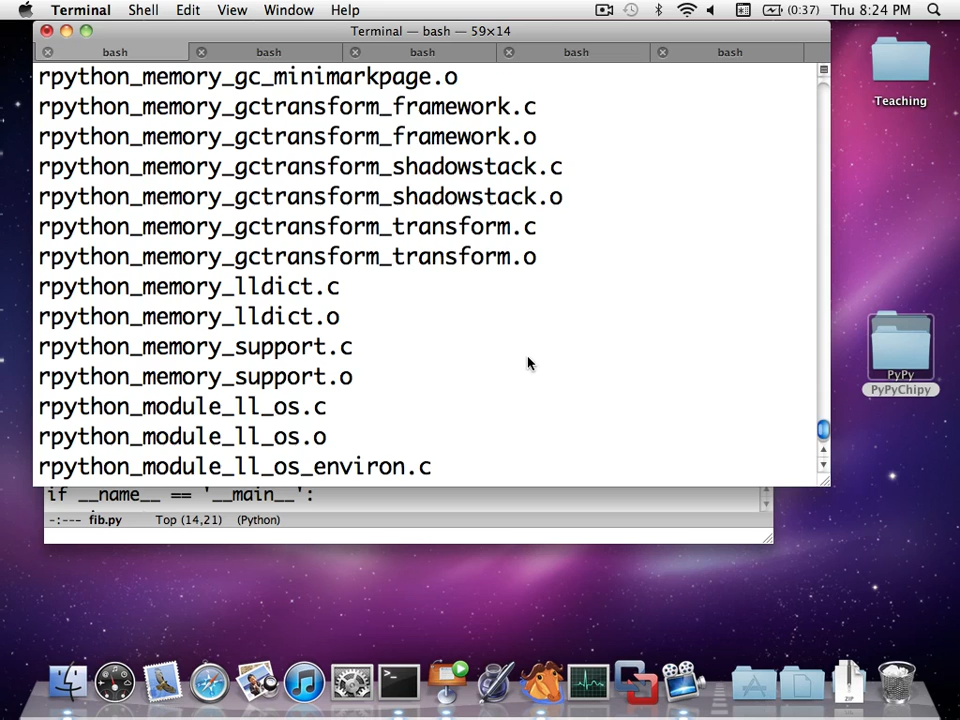 Terminal Shell Edit View Window Help (0:37) Thu 8:24 PM
Terminal — bash — 59×14
bash bash bash bash bash
rpython_memory_gc_minimarkpage.o
rpython_memory_gctransform_framework.c
rpython_memory_gctransform_framework.o
rpython_memory_gctransform_shadowstack.c
rpython_memory_gctransform_shadowstack.o
rpython_memory_gctransform_transform.c
rpython_memory_gctransform_transform.o
rpython_memory_lldict.c
rpython_memory_lldict.o
rpython_memory_support.c
rpython_memory_support.o
rpython_module_ll_os.c
rpython_module_ll_os.o
rpython_module_ll_os_environ.c
if __name__ == '__main__':
-:--- fib.py Top (14,21) (Python)
Teaching
PyPy
PyPyChipy
ZIP